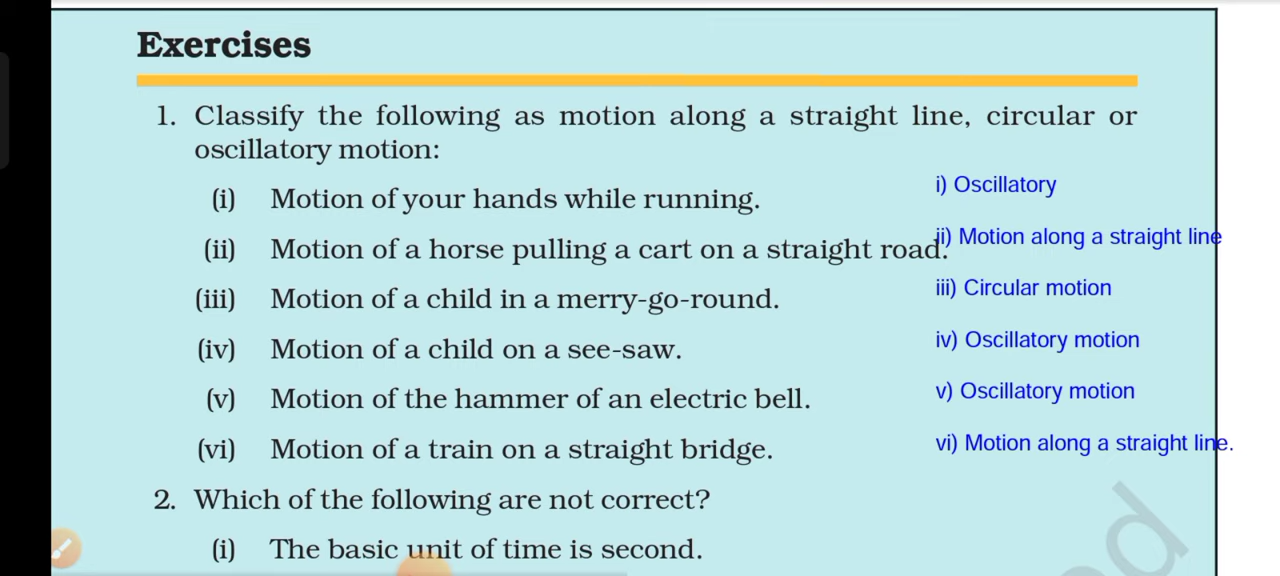 Exercises
1. Classify the following as motion along a straight line, circular or
oscillatory motion:
(i) Motion of your hands while running.
i) Oscillatory
(ii) Motion of a horse pulling a cart on a straight road.
ii) Motion along a straight line
(iii) Motion of a child in a merry-go-round.
iii) Circular motion
(iv) Motion of a child on a see-saw.
iv) Oscillatory motion
(v) Motion of the hammer of an electric bell.
v) Oscillatory motion
(vi) Motion of a train on a straight bridge.
vi) Motion along a straight line.
2. Which of the following are not correct?
(i) The basic unit of time is second.